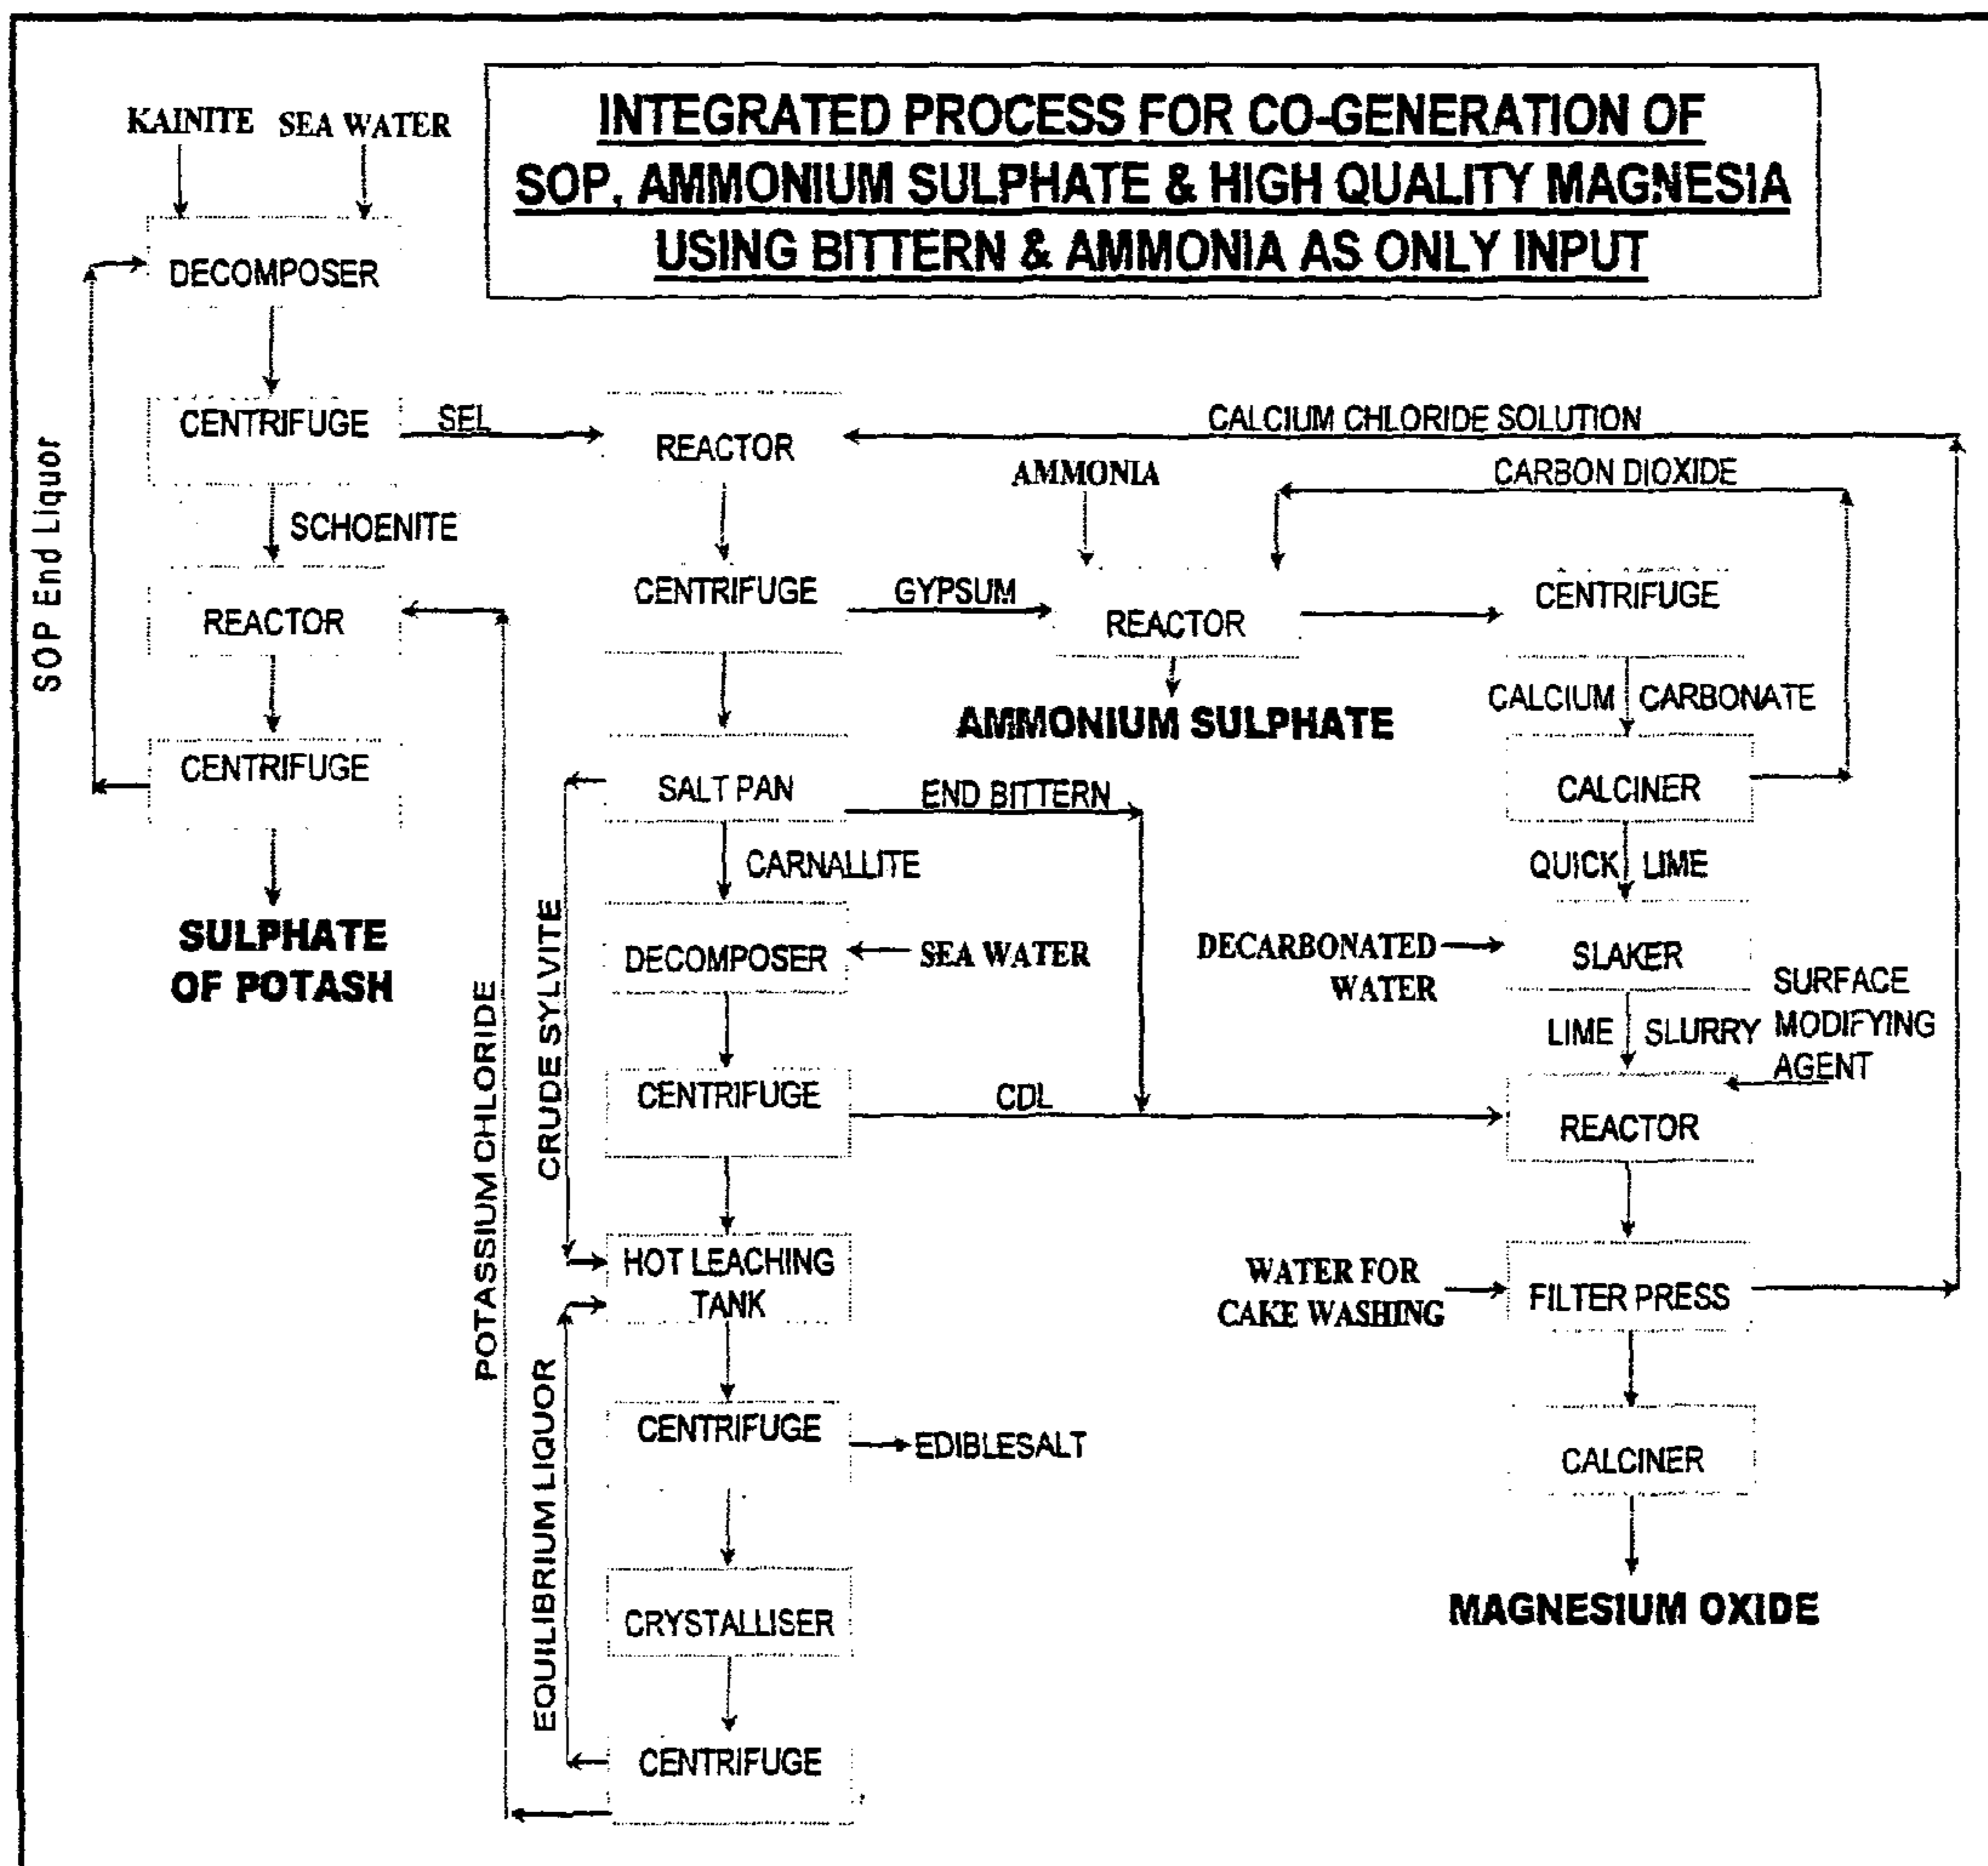 INTEGRATED PROCESS FOR CO-GENERATION OF
SOP, AMMONIUM SULPHATE & HIGH QUALITY MAGNESIA
USING BITTERN & AMMONIA AS ONLY INPUT
KAINITE
SEA WATER
DECOMPOSER
CENTRIFUGE
SEL
SCHOENITE
REACTOR
CENTRIFUGE
SOP End Liquor
SULPHATE
OF POTASH
REACTOR
CALCIUM CHLORIDE SOLUTION
CARBON DIOXIDE
AMMONIA
CENTRIFUGE
GYPSUM
REACTOR
CENTRIFUGE
AMMONIUM SULPHATE
CALCIUM CARBONATE
SALT PAN
END BITTERN
CALCINER
CARNALLITE
QUICK LIME
DECOMPOSER
SEA WATER
DECARBONATED
WATER
SLAKER
SURFACE
MODIFYING
AGENT
LIME SLURRY
CENTRIFUGE
CDL
REACTOR
CRUDE SYLVITE
POTASSIUM CHLORIDE
HOT LEACHING
TANK
WATER FOR
CAKE WASHING
FILTER PRESS
EQUILIBRIUM LIQUOR
CENTRIFUGE
EDIBLESALT
CALCINER
CRYSTALLISER
MAGNESIUM OXIDE
CENTRIFUGE